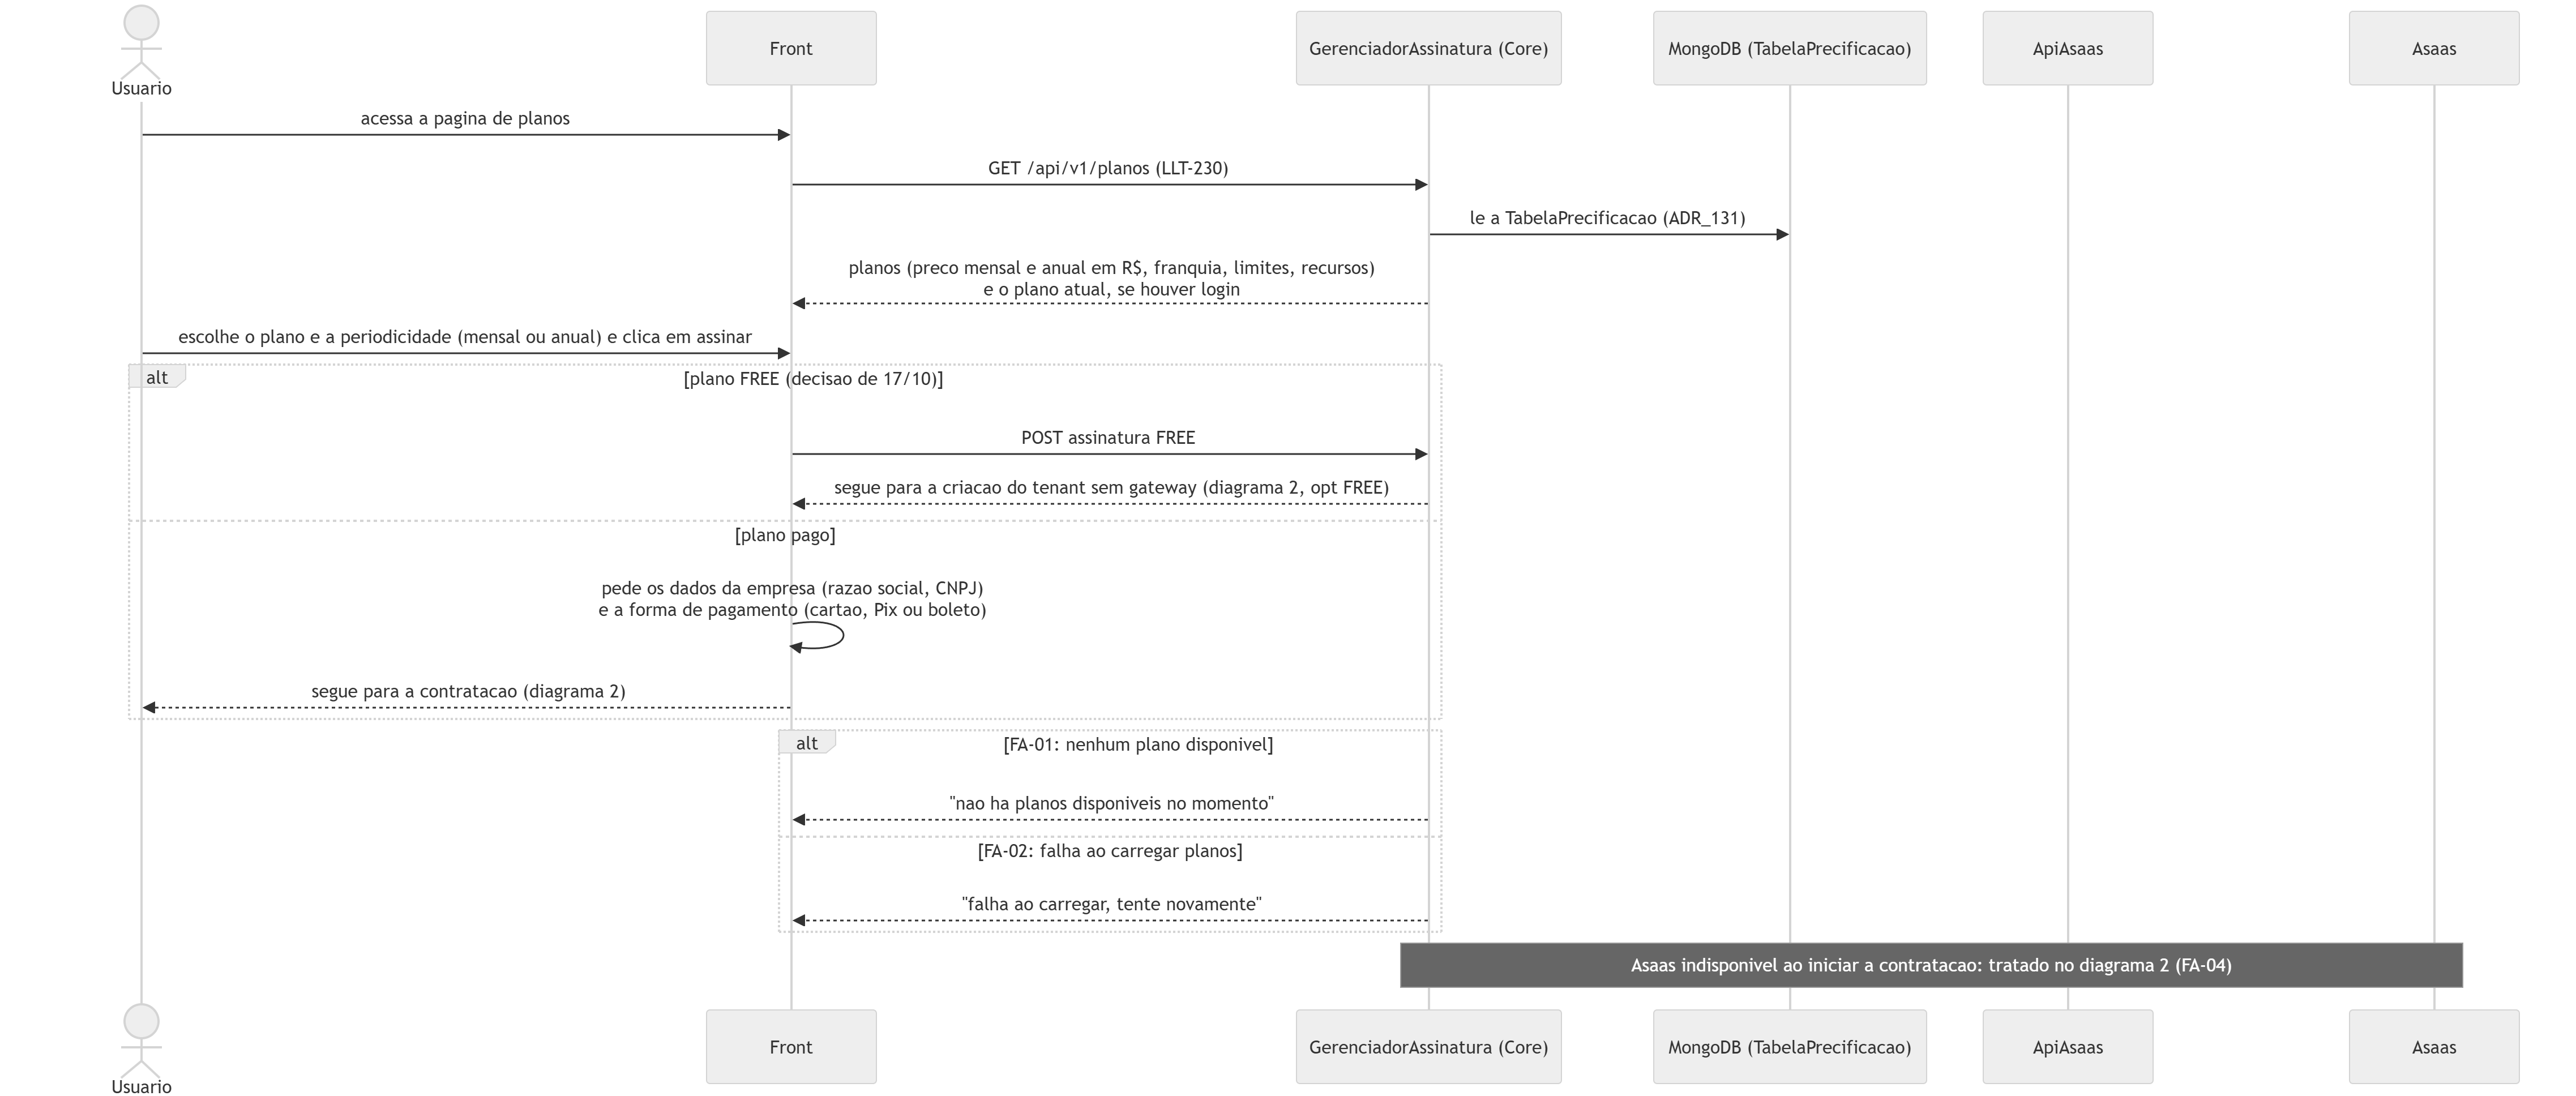 Usuario
Front
GerenciadorAssinatura (Core)
MongoDB (TabelaPrecificacao)
ApiAsaas
Asaas
acessa a pagina de planos
GET /api/v1/planos (LLT-230)
le a TabelaPrecificacao (ADR_131)
planos (preco mensal e anual em R$, franquia, limites, recursos)
e o plano atual, se houver login
escolhe o plano e a periodicidade (mensal ou anual) e clica em assinar
alt
[plano FREE (decisao de 17/10)]
POST assinatura FREE
segue para a criacao do tenant sem gateway (diagrama 2, opt FREE)
[plano pago]
pede os dados da empresa (razao social, CNPJ)
e a forma de pagamento (cartao, Pix ou boleto)
segue para a contratacao (diagrama 2)
alt
[FA-01: nenhum plano disponivel]
"nao ha planos disponiveis no momento"
[FA-02: falha ao carregar planos]
"falha ao carregar, tente novamente"
Asaas indisponivel ao iniciar a contratacao: tratado no diagrama 2 (FA-04)
Usuario
Front
GerenciadorAssinatura (Core)
MongoDB (TabelaPrecificacao)
ApiAsaas
Asaas